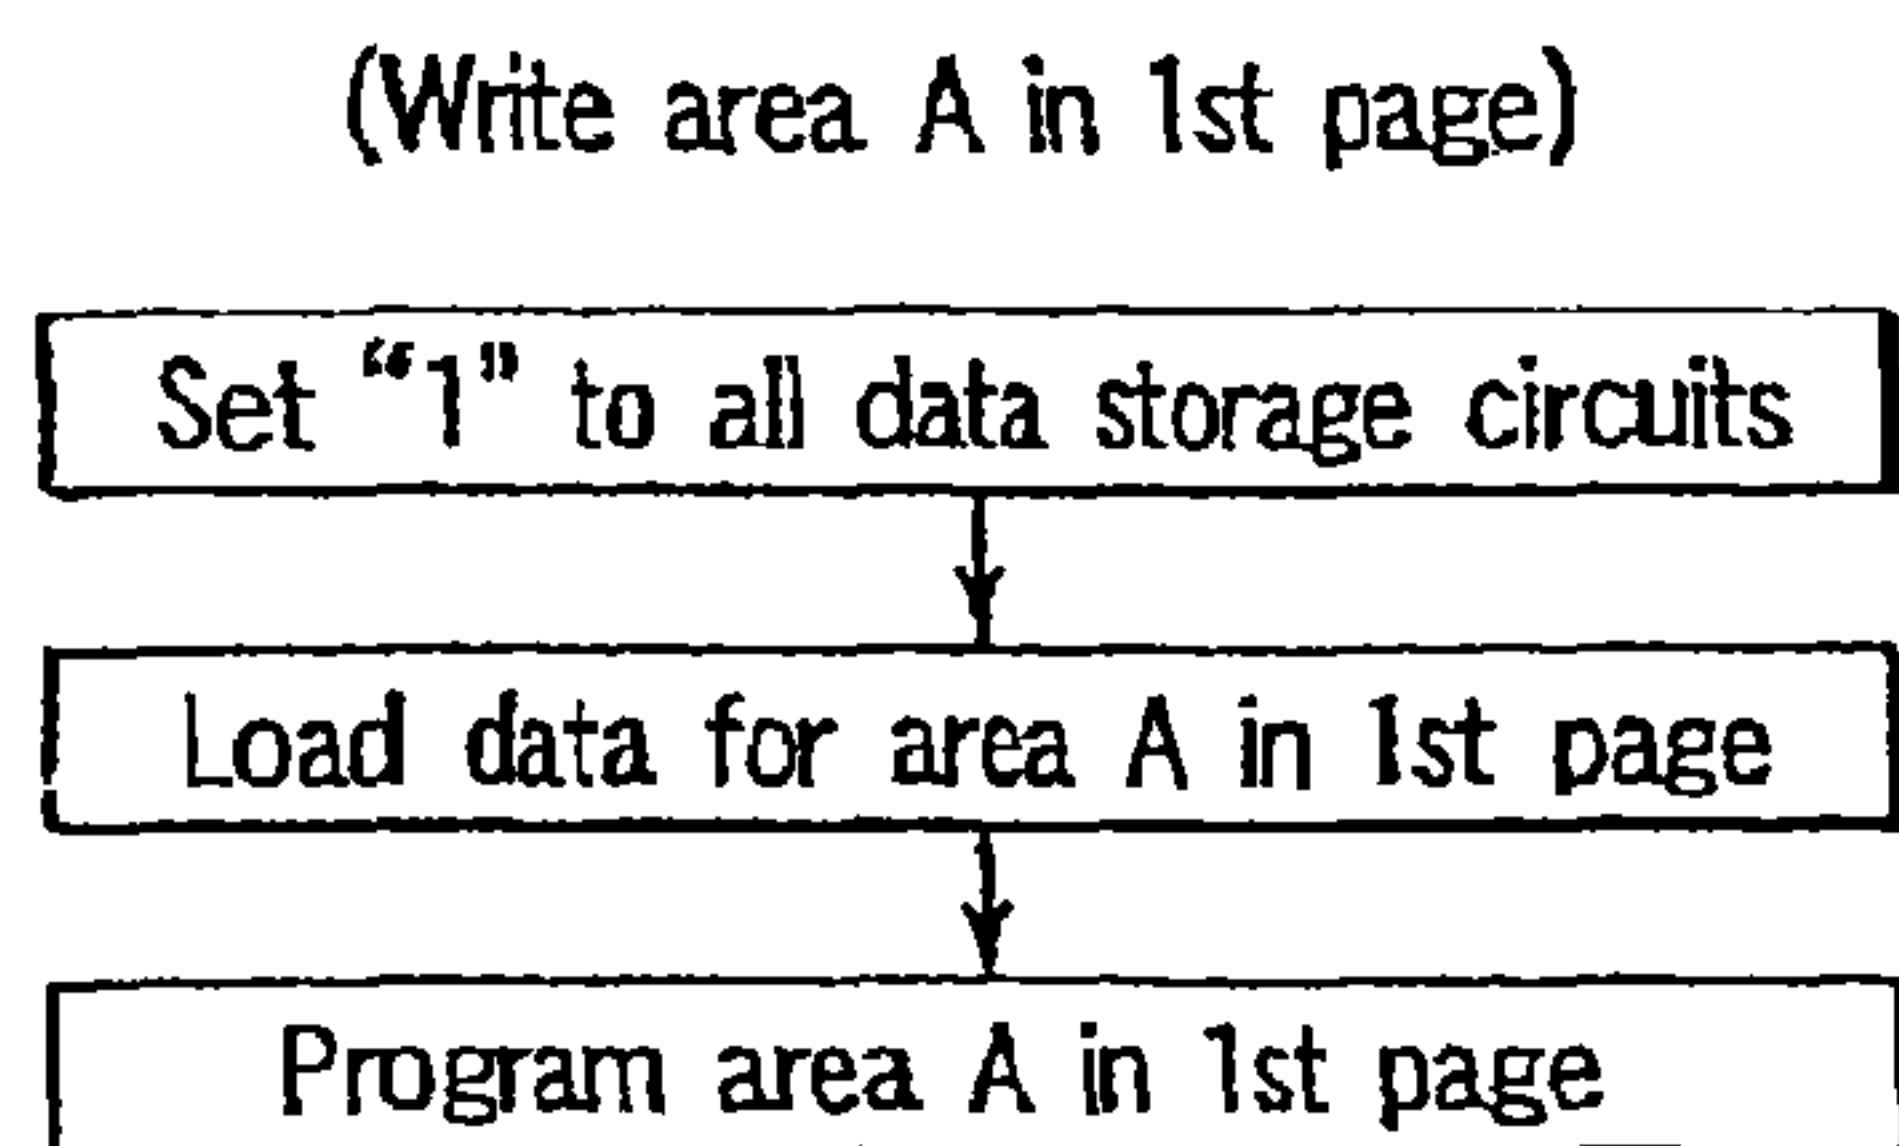 (Write area A in 1st page)
Set “1” to all data storage circuits
Load data for area A in 1st page
Program area A in 1st page